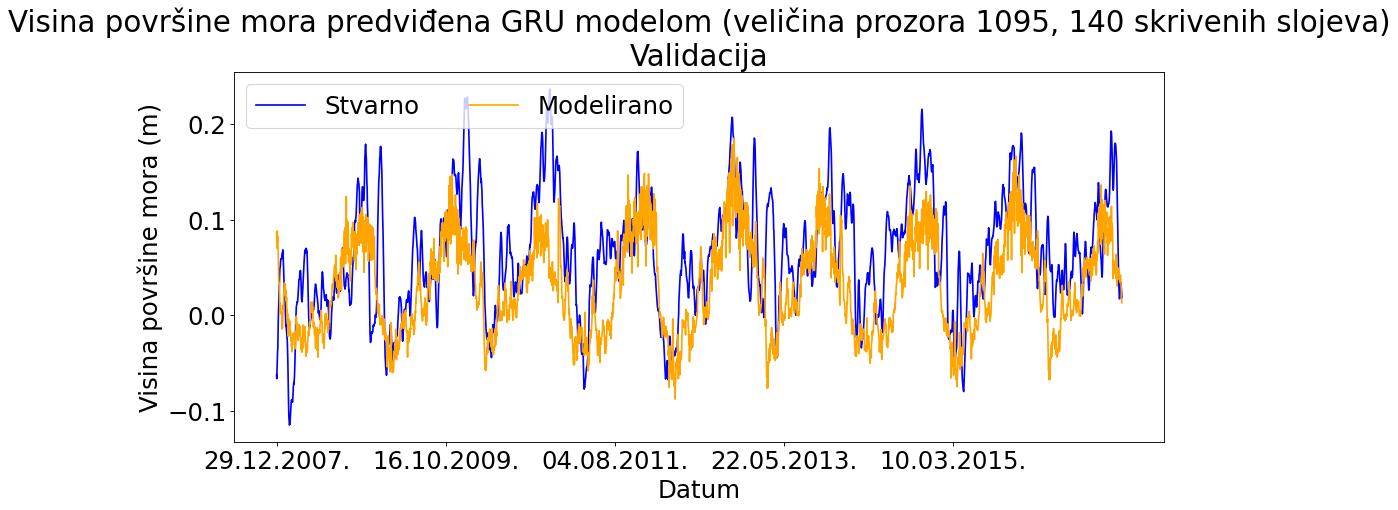 Visina površine mora predviđena GRU modelom (veličina prozora 1095, 140 skrivenih slojeva)
Validacija
Stvarno
Modelirano
Visina površine mora (m)
0.2
0.1
0.0
−0.1
29.12.2007.
16.10.2009.
04.08.2011.
22.05.2013.
10.03.2015.
Datum